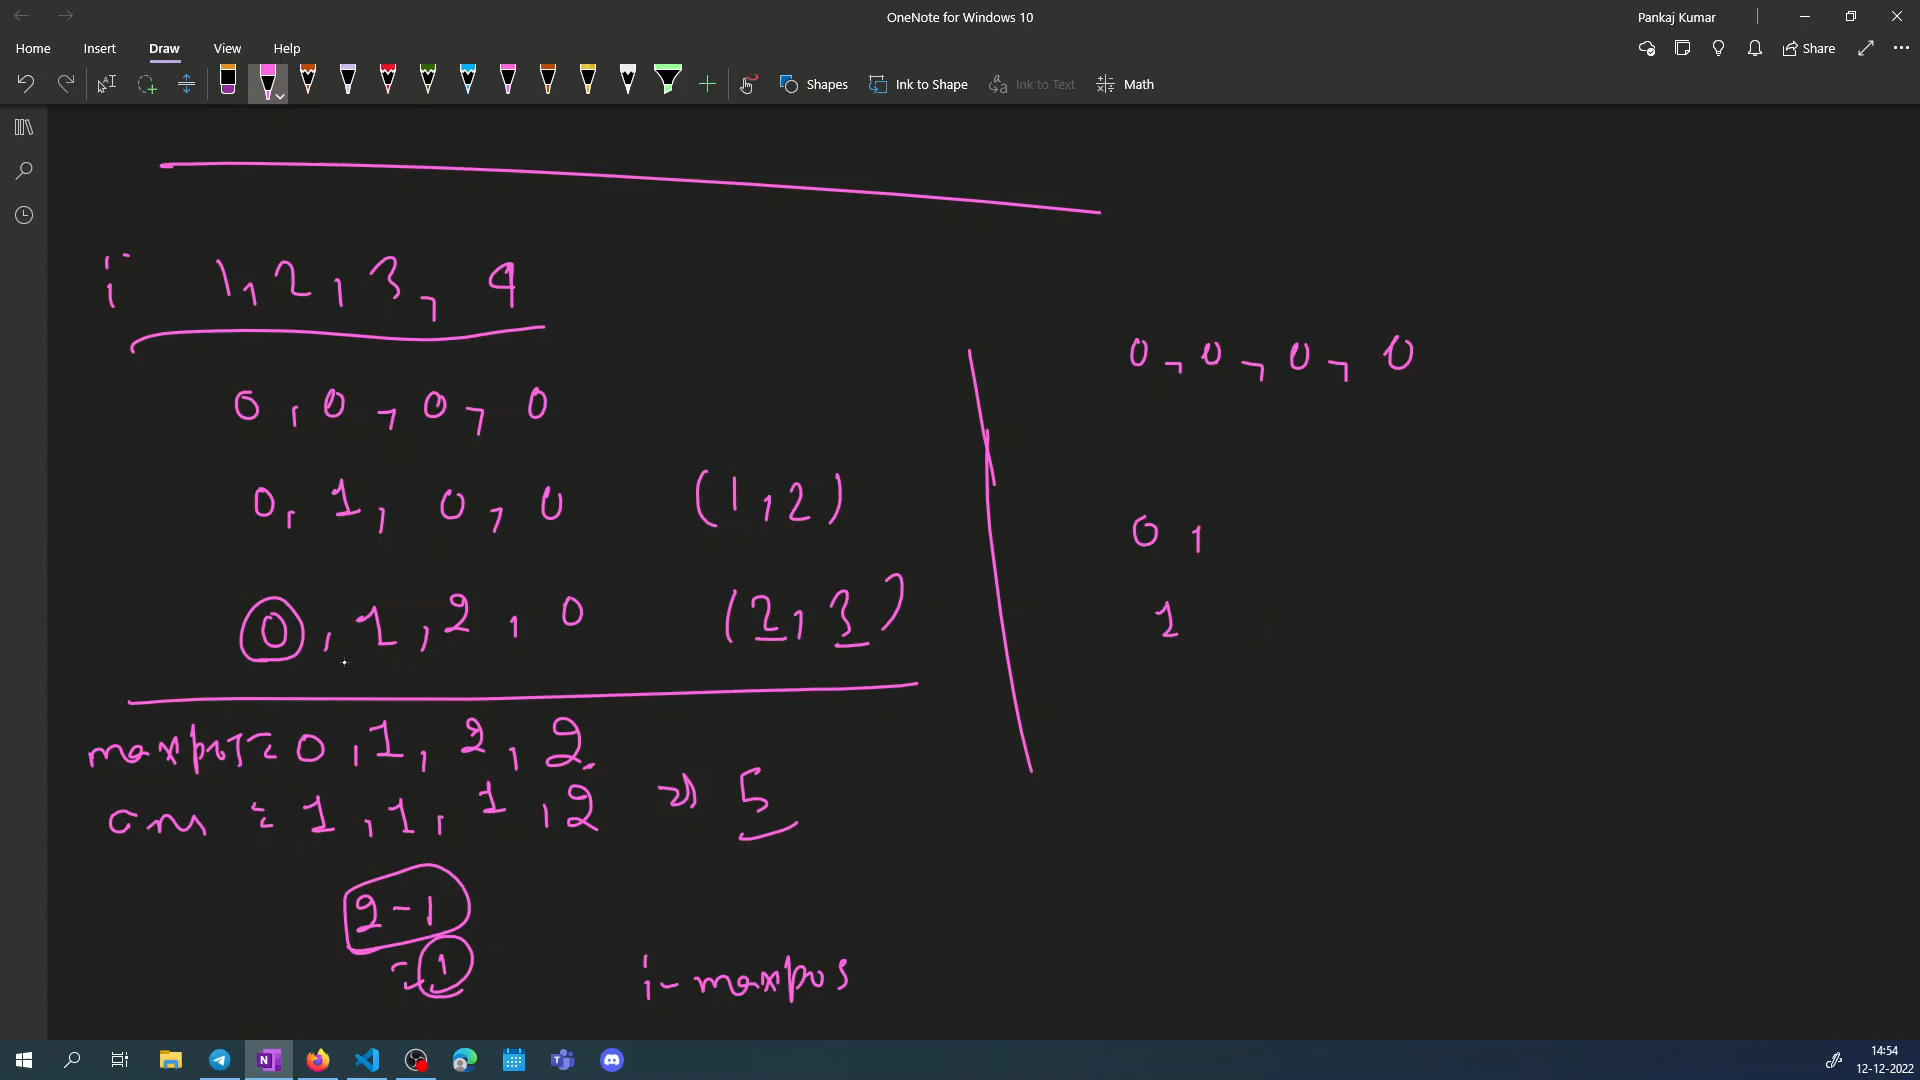 OneNote for Windows 10
Pankaj Kumar
Home Insert Draw View Help
Share
Shapes
Ink to Shape
Ink to Text
Math
i 1, 2, 3, 4
0, 0, 0, 0
0, 1, 0, 0 (1, 2)
0, 1, 2, 0 (2, 3)
maxpos = 0, 1, 2, 2
ans = 1, 1, 1, 2 => 5
2 - 1
= 1
i - maxpos
0, 0, 0, 0
0,
1
14:54
12-12-2022